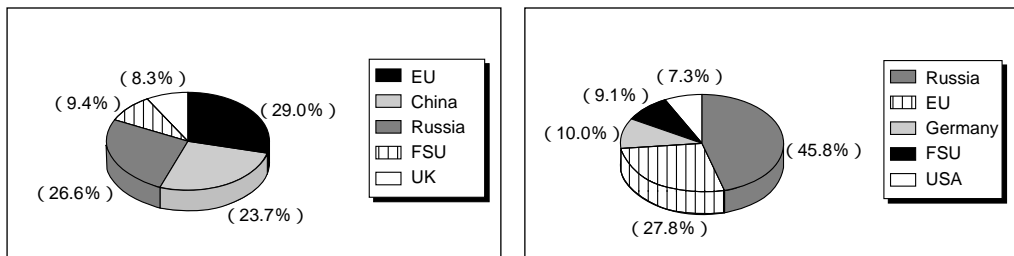 (8.3%)
(9.4%)
(29.0%)
(26.6%)
(23.7%)
EU
China
Russia
FSU
UK
(7.3%)
(9.1%)
(10.0%)
(45.8%)
(27.8%)
Russia
EU
Germany
FSU
USA